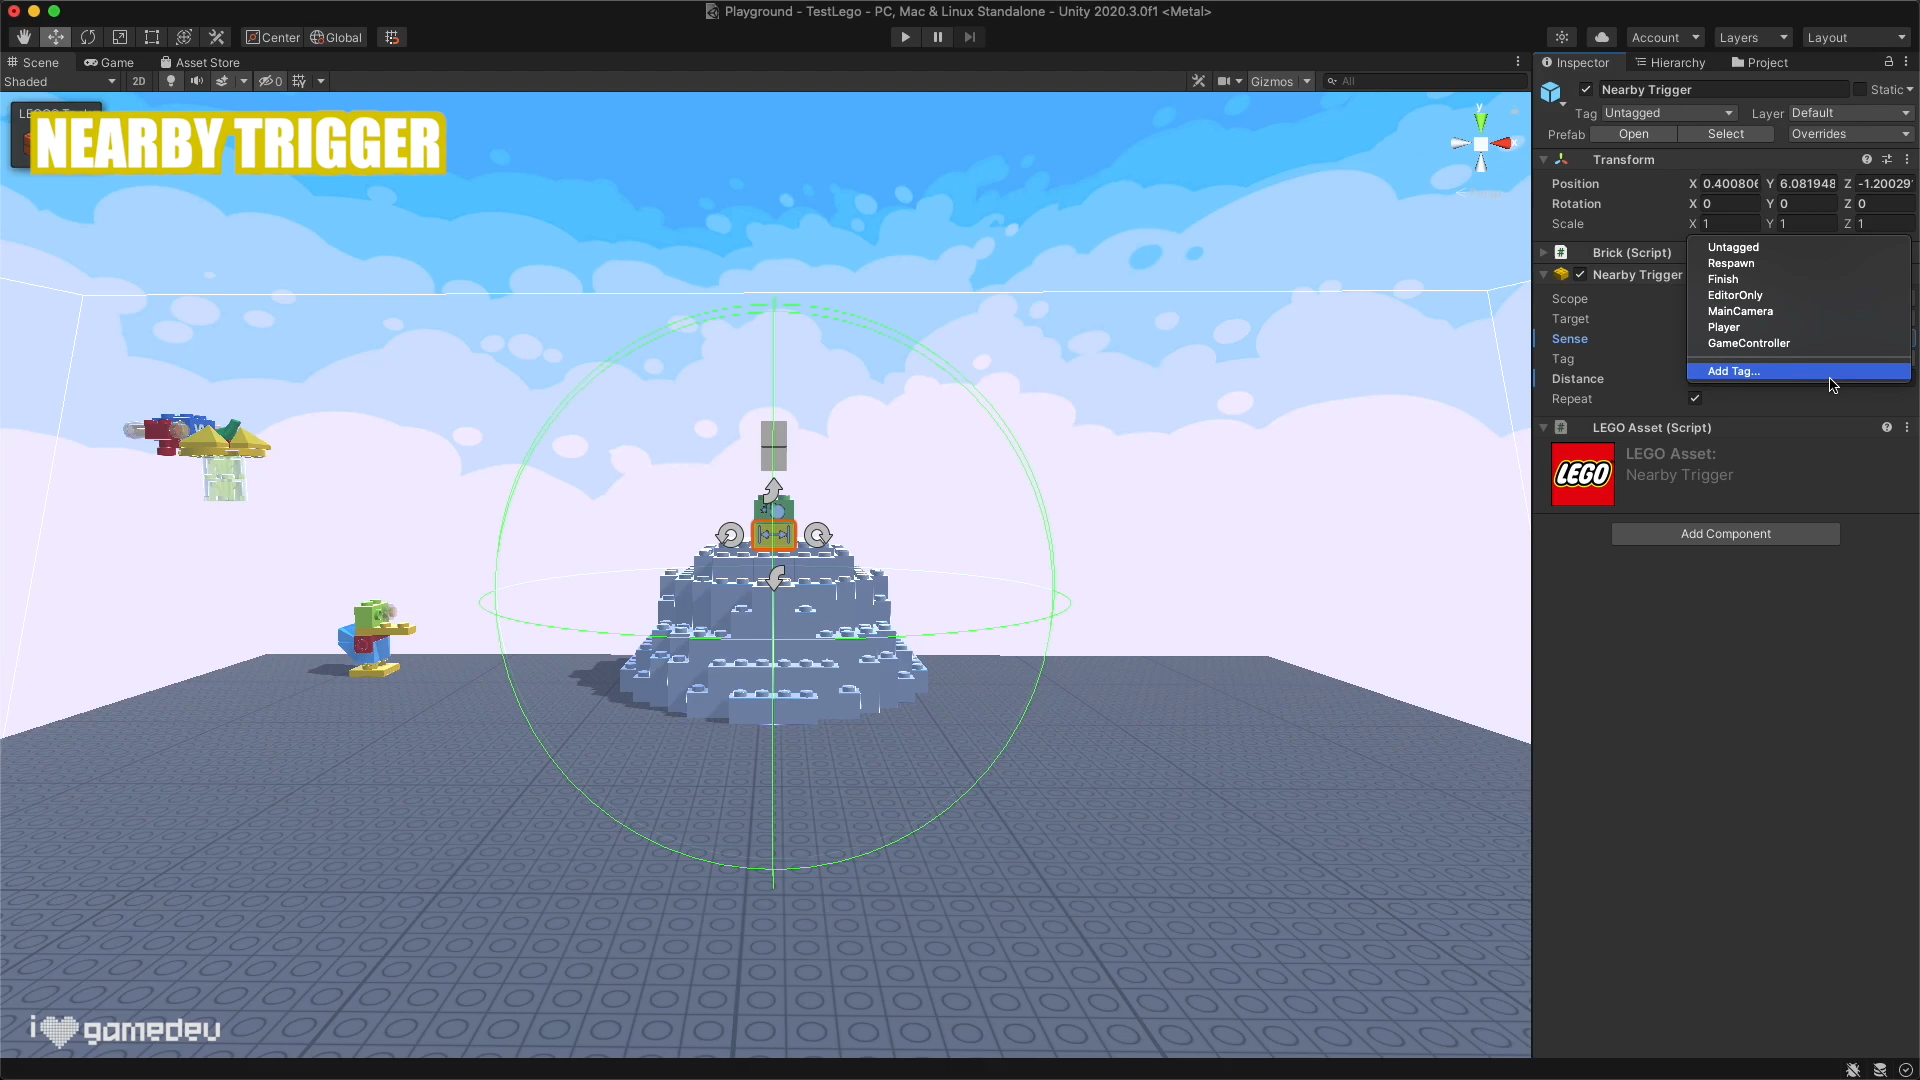 Playground - TestLego - PC, Mac & Linux Standalone - Unity 2020.3.0f1 <Metal>
Center Global Account Layers Layout
Scene Game Asset Store Inspector Hierarchy Project
Shaded 2D 0 Gizmos All
Nearby Trigger Static
Tag Untagged Layer Default
Prefab Open Select Overrides
LEGO
NEARBY TRIGGER
y
x
Transform
Position X 0.400806 Y 6.081948 Z -1.20029
Rotation X 0 Y 0 Z 0
Scale X 1 Y 1 Z 1
Brick (Script)
Nearby Trigger
Scope
Target
Sense
Tag
Distance
Repeat
Untagged
Respawn
Finish
EditorOnly
MainCamera
Player
GameController
Add Tag...
LEGO Asset (Script)
LEGO
LEGO Asset:
Nearby Trigger
Add Component
i gamedev